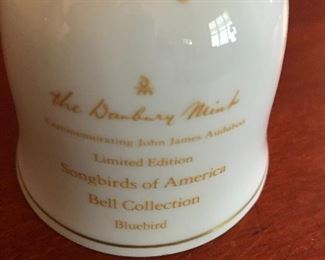 the Danbury Mint
Commemorating John James Audubon
Limited Edition
Songbirds of America
Bell Collection
Bluebird